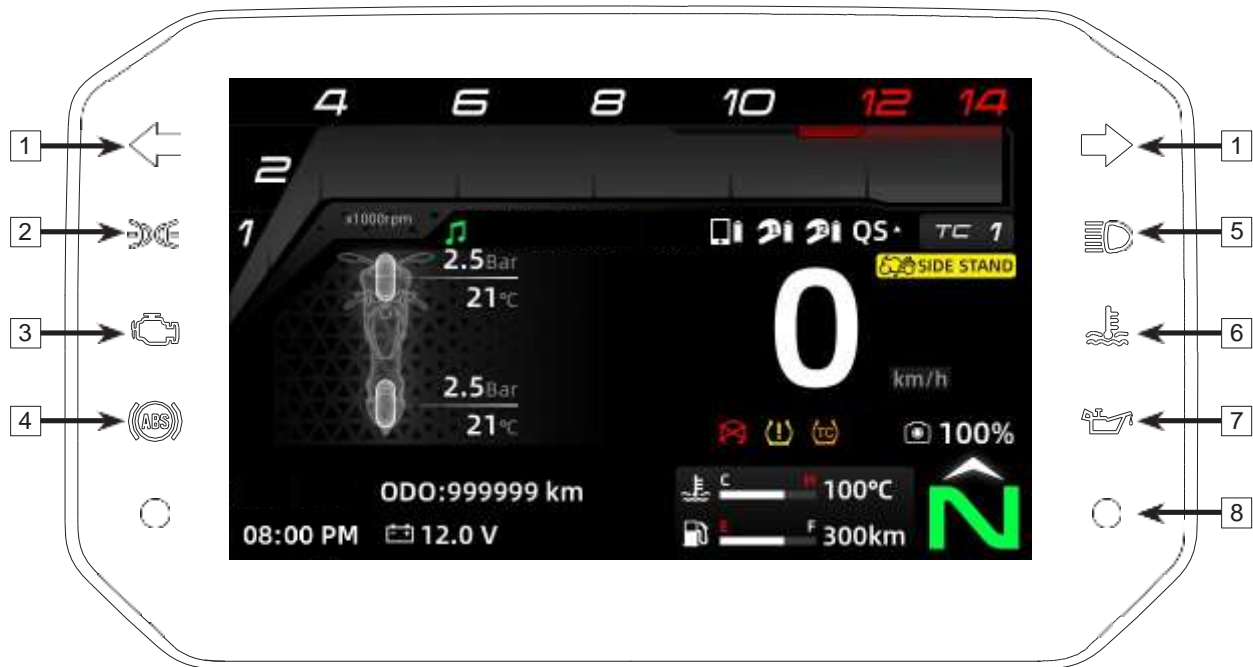 4 6 8 10 12 14
1 1
2
2 1 x1000rpm QS TC 1 5
2.5Bar SIDE STAND
21°C 0
3 6
km/h
2.5Bar
4 ABS 21°C TC 100% 7
C H 100°C
ODO:999999 km N 8
08:00 PM 12.0 V E F 300km